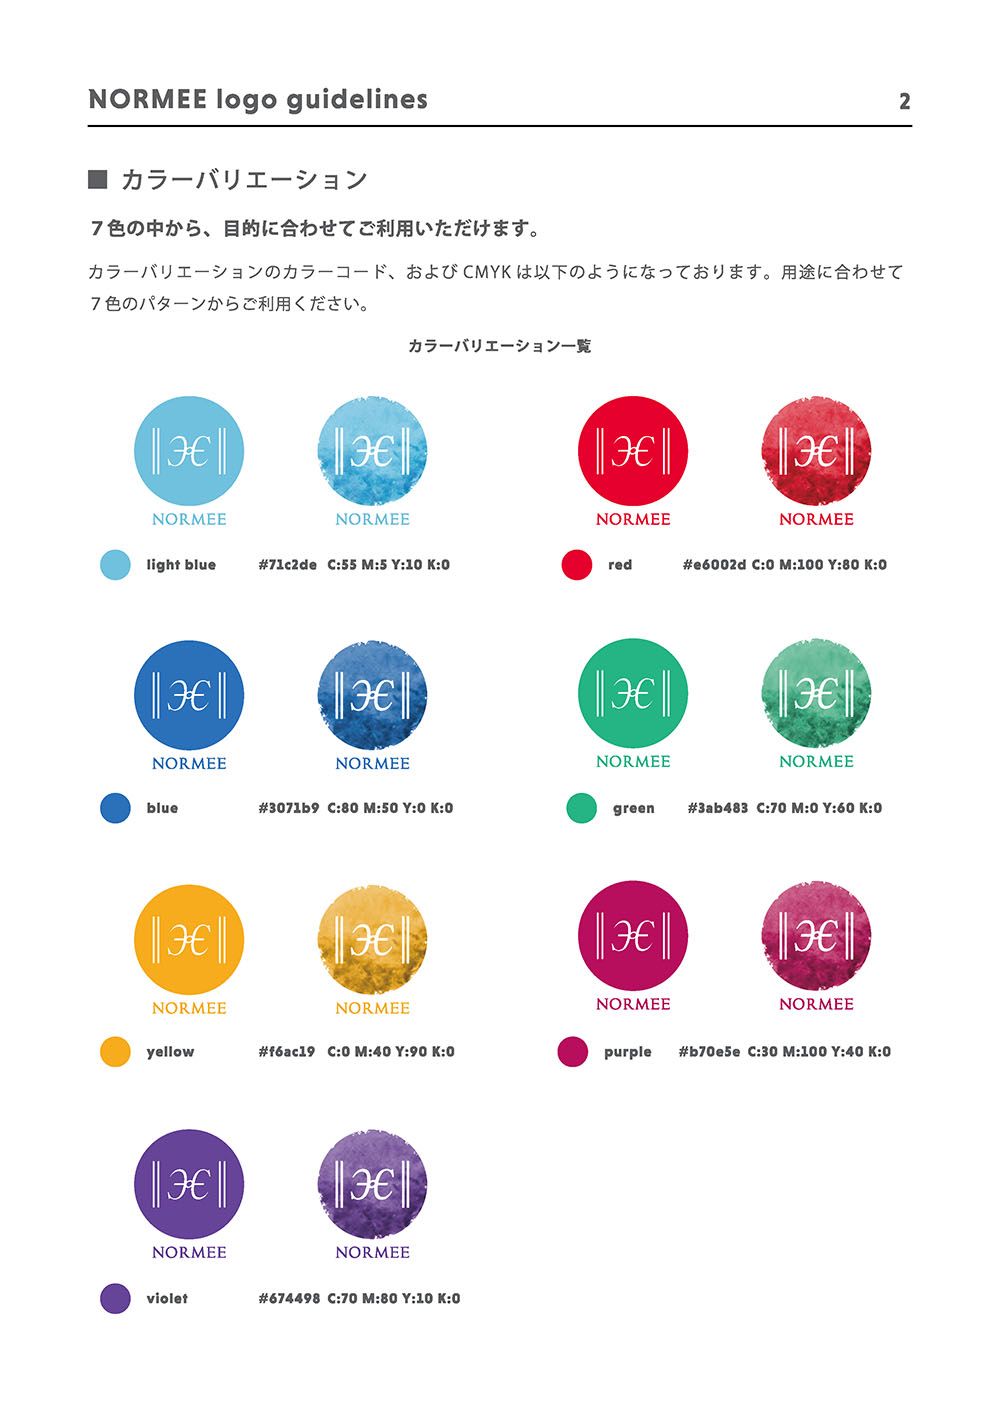 NORMEE logo guidelines 2
■ カラーバリエーション
７色の中から、目的に合わせてご利用いただけます。
カラーバリエーションのカラーコード、および CMYK は以下のようになっております。用途に合わせて
７色のパターンからご利用ください。
カラーバリエーション一覧
NORMEE NORMEE NORMEE NORMEE
light blue #71c2de C:55 M:5 Y:10 K:0 red #e6002d C:0 M:100 Y:80 K:0
NORMEE NORMEE NORMEE NORMEE
blue #3071b9 C:80 M:50 Y:0 K:0 green #3ab483 C:70 M:0 Y:60 K:0
NORMEE NORMEE NORMEE NORMEE
yellow #f6ac19 C:0 M:40 Y:90 K:0 purple #b70e5e C:30 M:100 Y:40 K:0
NORMEE NORMEE
violet #674498 C:70 M:80 Y:10 K:0